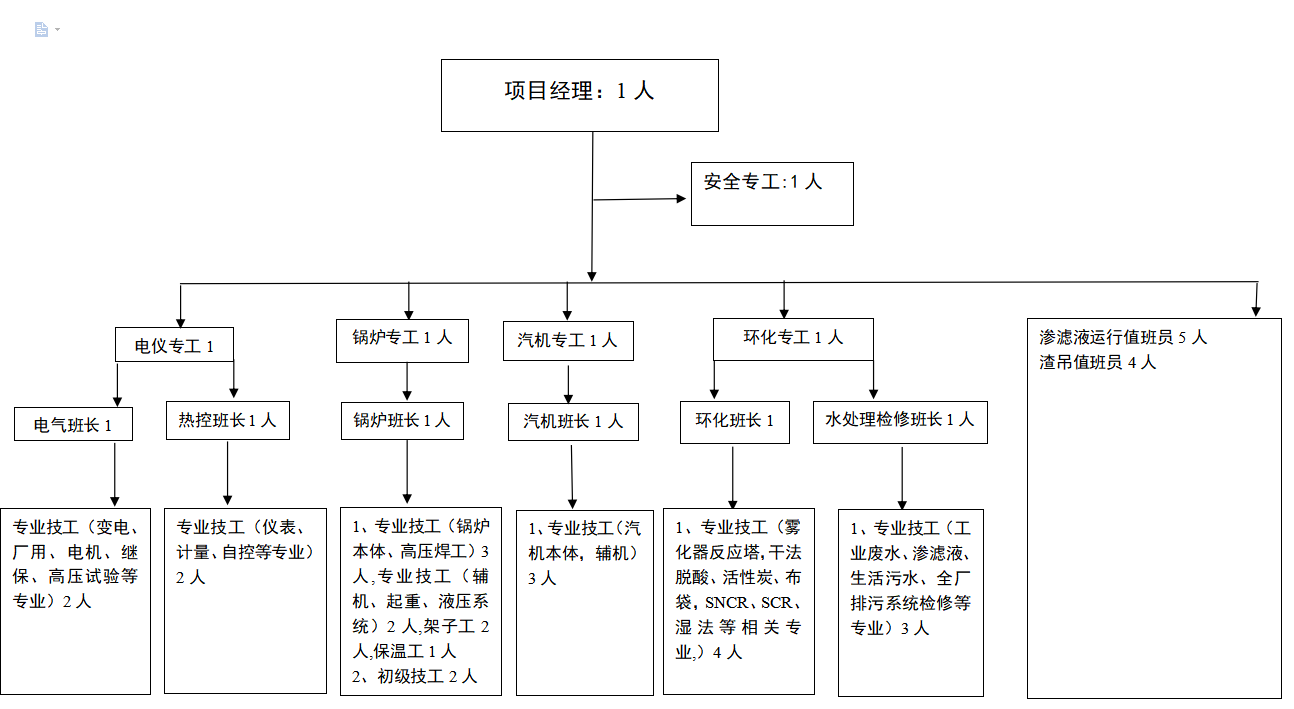 项目经理：1 人
安全专工:1 人
电仪专工 1
锅炉专工 1 人
汽机专工 1 人
环化专工 1 人
渗滤液运行值班员 5 人
渣吊值班员 4 人
电气班长 1
热控班长 1 人
锅炉班长 1 人
汽机班长 1 人
环化班长 1
水处理检修班长 1 人
专业技工（变电、
厂用、电机、继
保、高压试验等
专业）2 人
专业技工（仪表、
计量、自控等专业）
2 人
1、专业技工（锅炉
本体、高压焊工）3
人,专业技工（辅
机、起重、液压系
统）2 人,架子工 2
人,保温工 1 人
2、初级技工 2 人
1、专业技工（汽
机本体，辅机）
3 人
1、专业技工（雾
化器反应塔,干法
脱酸、活性炭、布
袋，SNCR、SCR、
湿法等相关专
业,）4 人
1、专业技工（工
业废水、渗滤液、
生活污水、全厂
排污系统检修等
专业）3 人